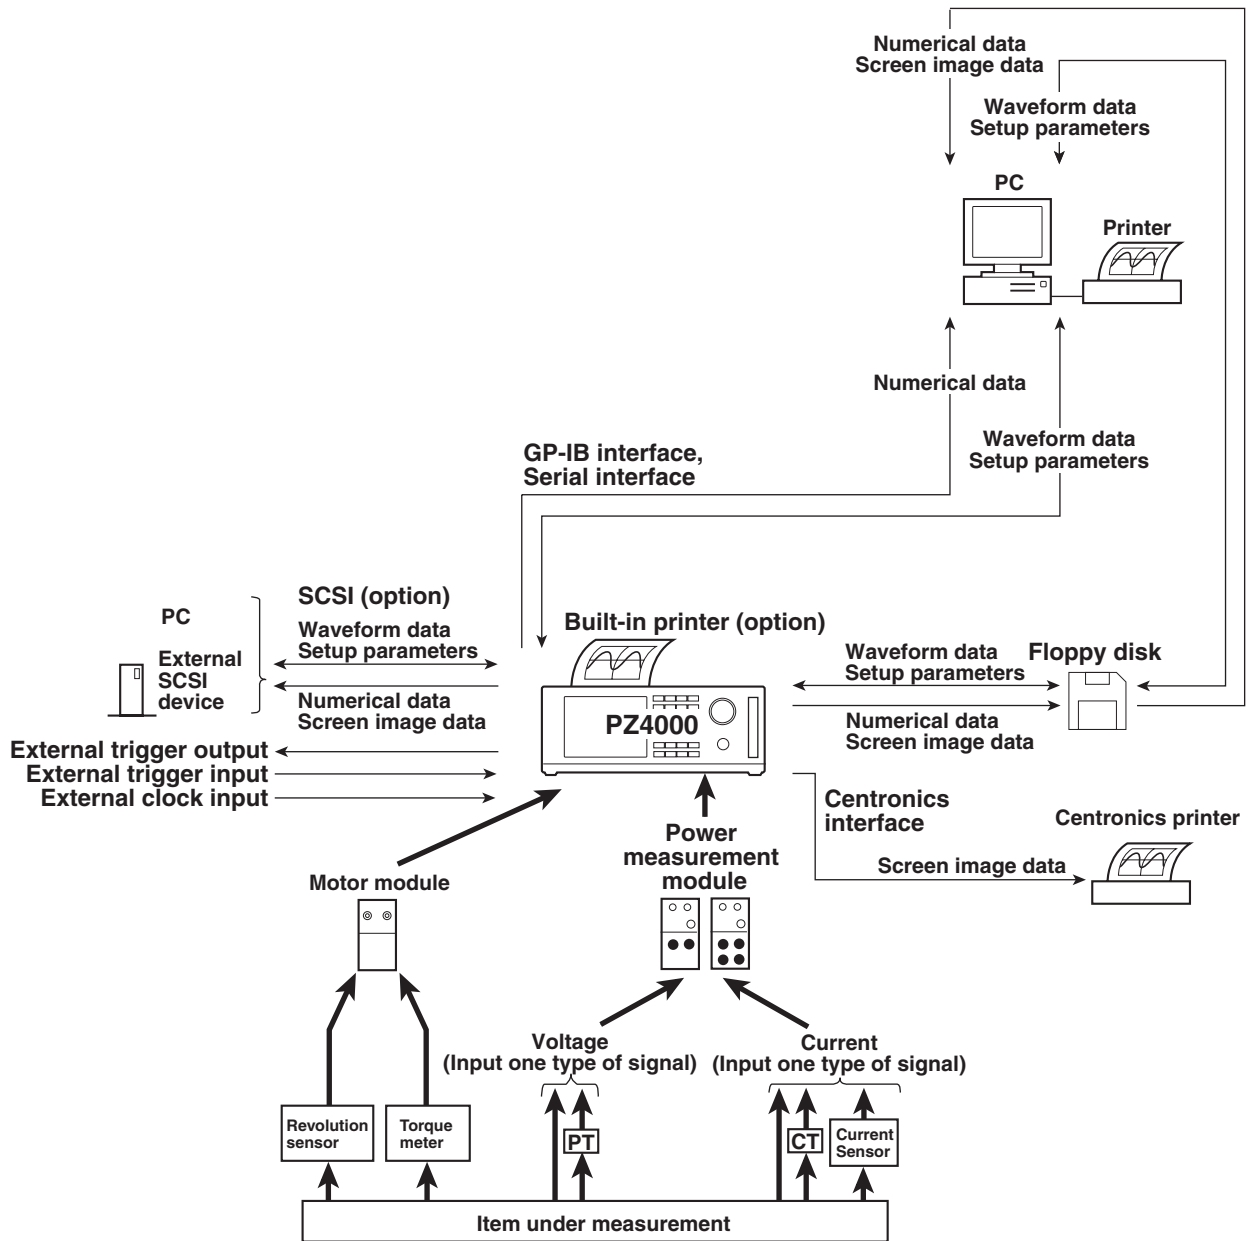 Numerical data
Screen image data
Waveform data
Setup parameters
PC
Printer
Numerical data
Waveform data
Setup parameters
GP-IB interface,
Serial interface
SCSI (option)
PC
Waveform data
Setup parameters
External
SCSI
device
Numerical data
Screen image data
Built-in printer (option)
PZ4000
Waveform data
Setup parameters
Floppy disk
Numerical data
Screen image data
External trigger output
External trigger input
External clock input
Centronics
interface
Centronics printer
Screen image data
Power
measurement
module
Motor module
Voltage
(Input one type of signal)
Current
(Input one type of signal)
Revolution
sensor
Torque
meter
PT
CT
Current
Sensor
Item under measurement